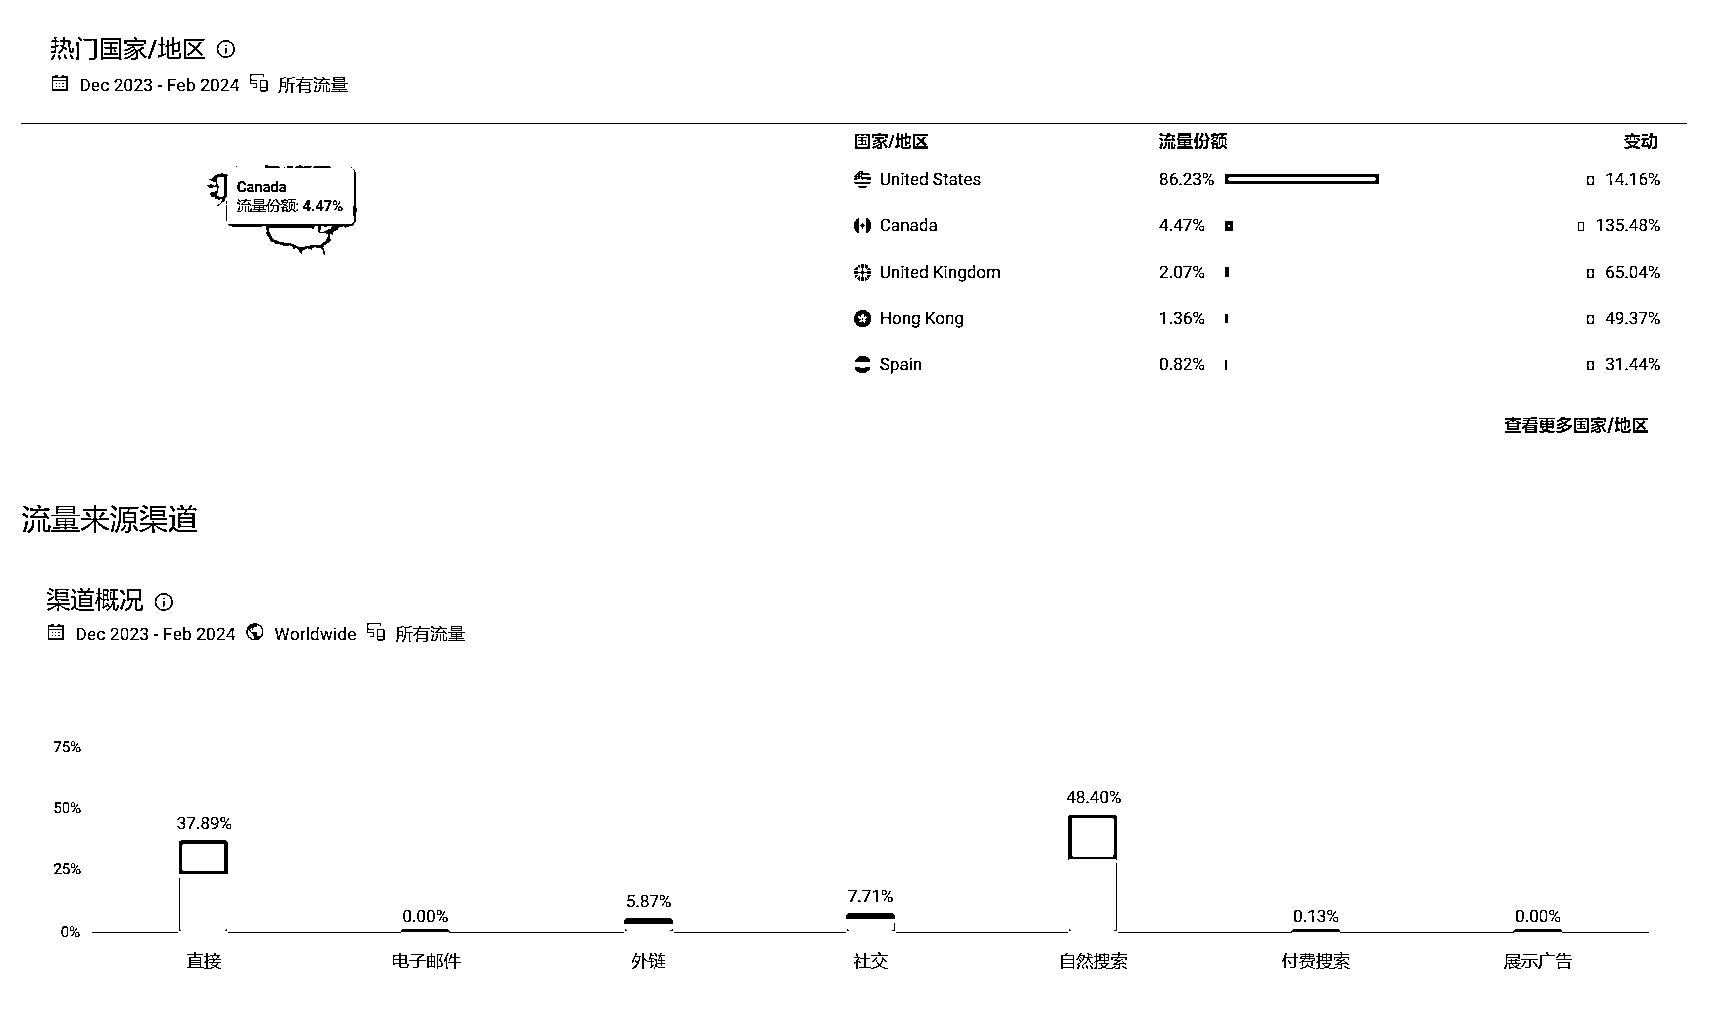 热门国家/地区
Dec 2023 - Feb 2024 所有流量
国家/地区 流量份额 变动
Canada
流量份额: 4.47%
United States 86.23% 14.16%
Canada 4.47% 135.48%
United Kingdom 2.07% 65.04%
Hong Kong 1.36% 49.37%
Spain 0.82% 31.44%
查看更多国家/地区
流量来源渠道
渠道概况
Dec 2023 - Feb 2024 Worldwide 所有流量
75%
50%
25%
0%
37.89% 0.00% 5.87% 7.71% 48.40% 0.13% 0.00%
直接 电子邮件 外链 社交 自然搜索 付费搜索 展示广告